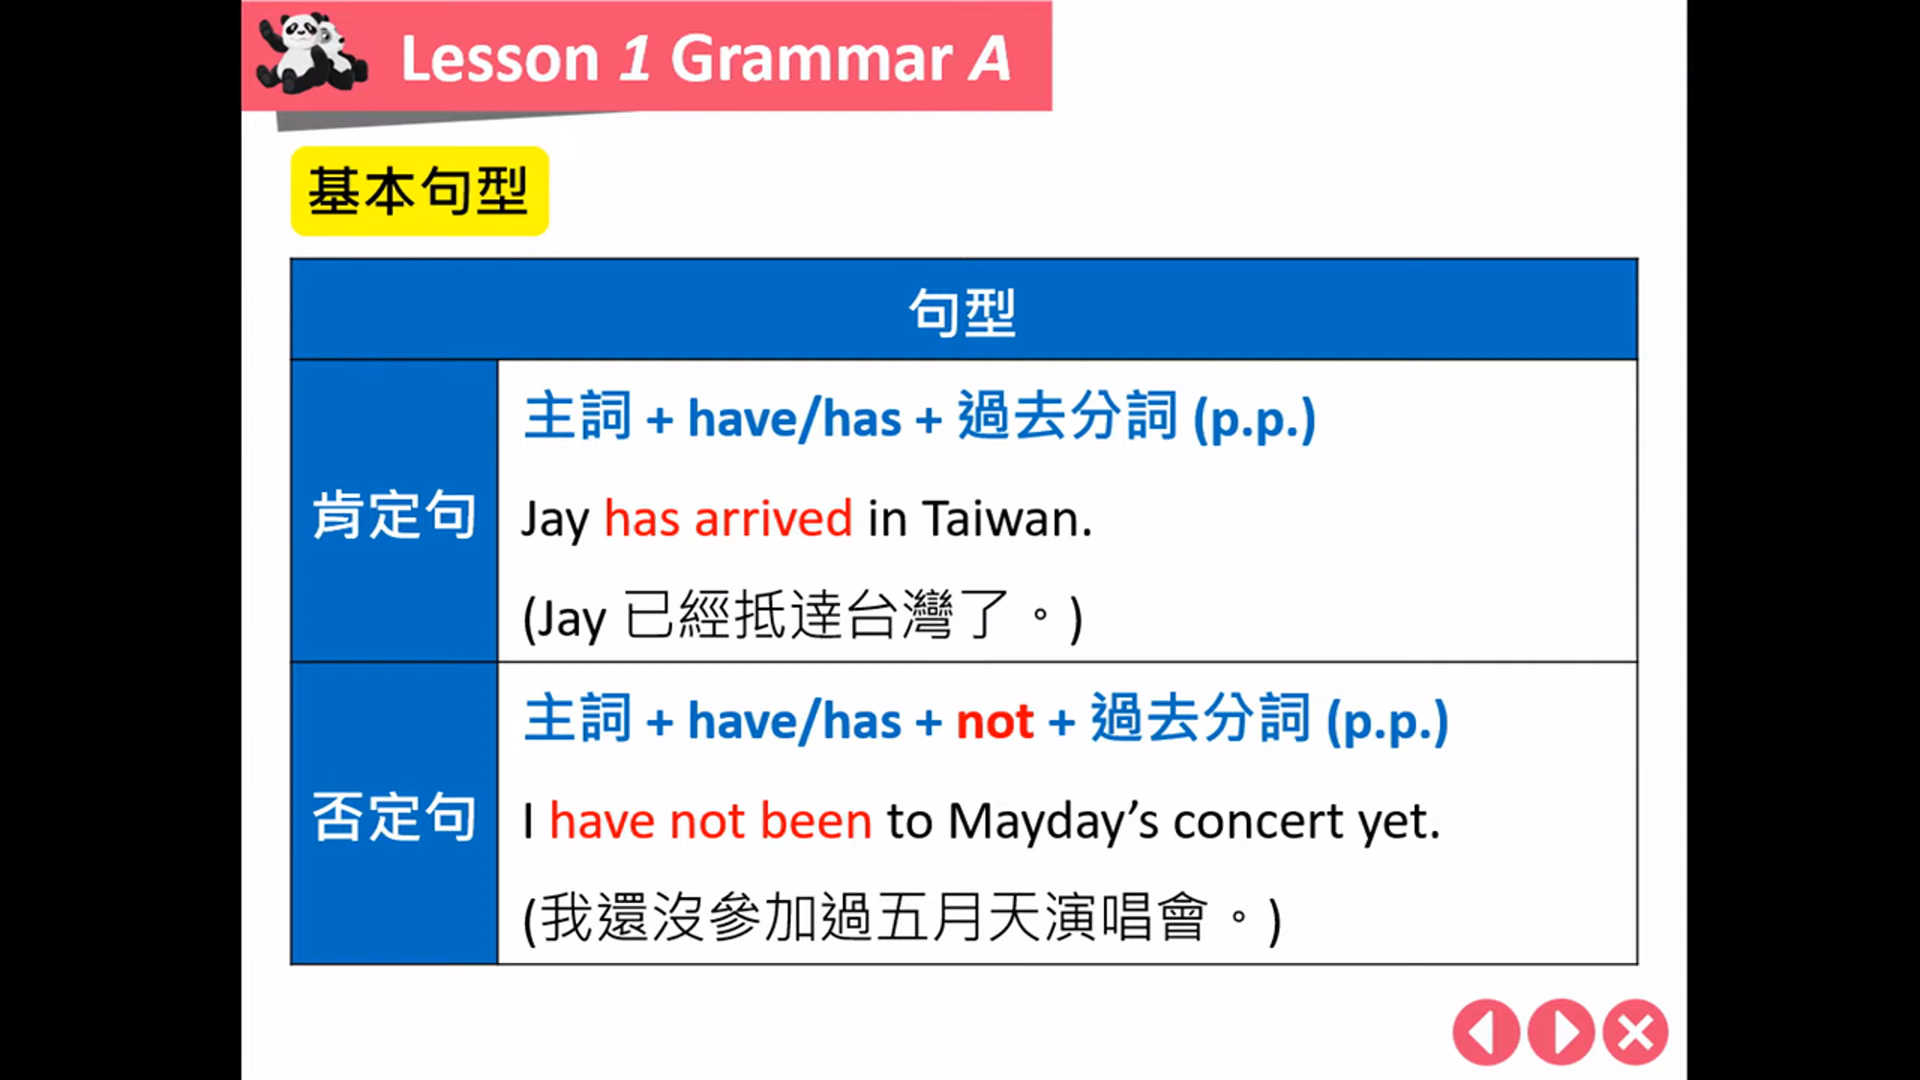 Lesson 1 Grammar A
基本句型
句型
肯定句
主詞 + have/has + 過去分詞 (p.p.)
Jay has arrived in Taiwan.
(Jay 已經抵達台灣了。)
否定句
主詞 + have/has + not + 過去分詞 (p.p.)
I have not been to Mayday’s concert yet.
(我還沒參加過五月天演唱會。)